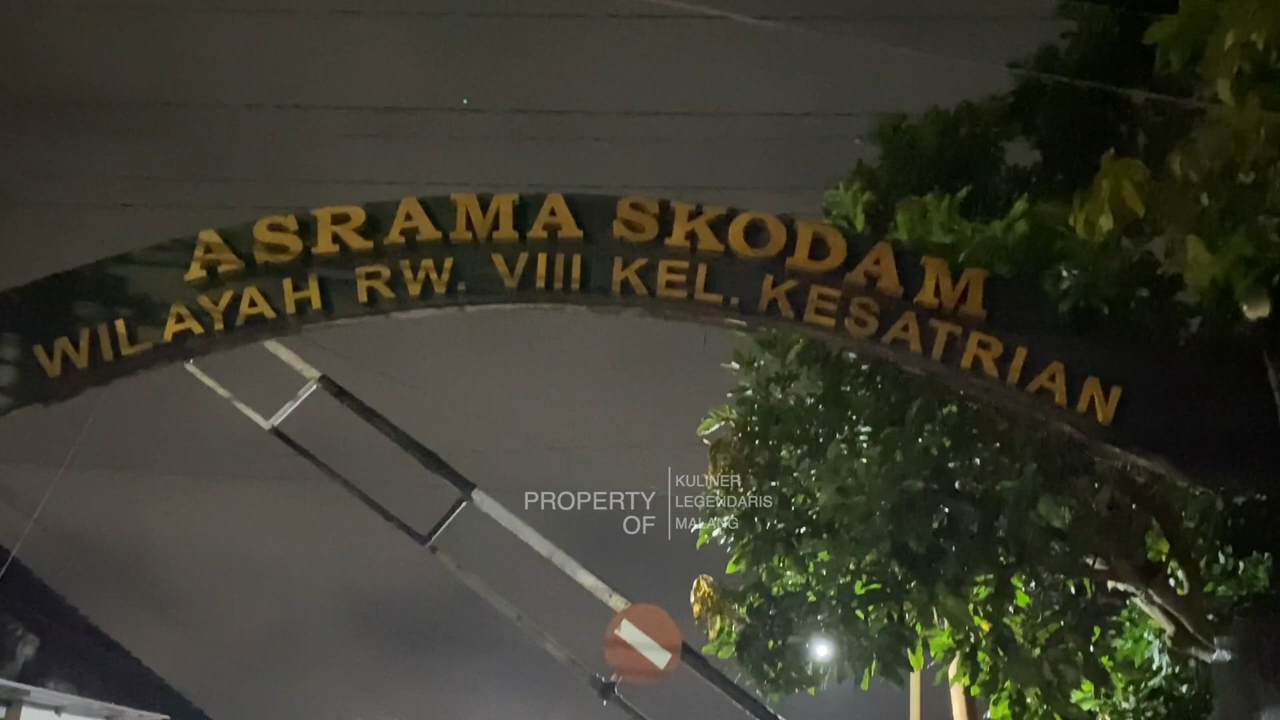 ASRAMA SKODAM
WILAYAH RW. VIII KEL. KESATRIAN
PROPERTY OF
KULINER
LEGENDARIS
MALANG